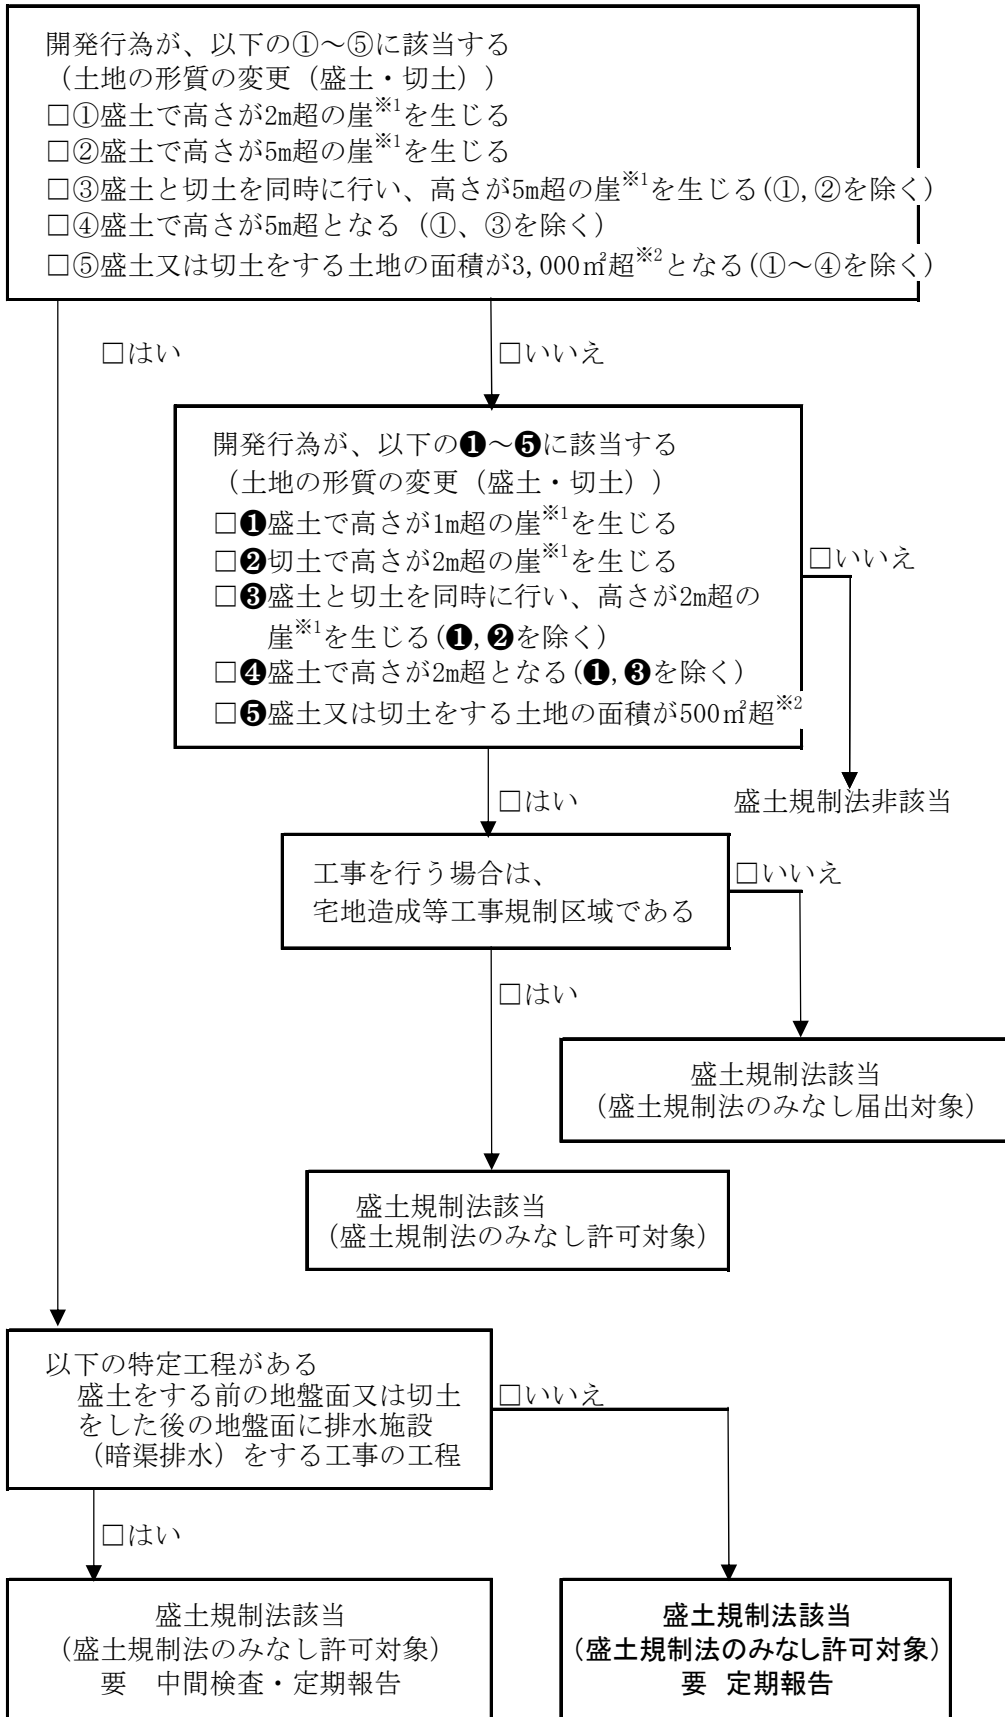 開発行為が、以下の①～⑤に該当する
（土地の形質の変更（盛土・切土））
□①盛土で高さが2m超の崖※1を生じる
□②盛土で高さが5m超の崖※1を生じる
□③盛土と切土を同時に行い、高さが5m超の崖※1を生じる(①,②を除く)
□④盛土で高さが5m超となる（①、③を除く）
□⑤盛土又は切土をする土地の面積が3,000㎡超※2となる(①～④を除く)
□はい
□いいえ
開発行為が、以下の❶～❺に該当する
（土地の形質の変更（盛土・切土））
□❶盛土で高さが1m超の崖※1を生じる
□❷切土で高さが2m超の崖※1を生じる
□❸盛土と切土を同時に行い、高さが2m超の
崖※1を生じる(❶,❷を除く)
□❹盛土で高さが2m超となる(❶,❸を除く)
□❺盛土又は切土をする土地の面積が500㎡超※2
□いいえ
□はい
盛土規制法非該当
工事を行う場合は、
宅地造成等工事規制区域である
□いいえ
□はい
盛土規制法該当
(盛土規制法のみなし届出対象)
盛土規制法該当
(盛土規制法のみなし許可対象)
以下の特定工程がある
盛土をする前の地盤面又は切土
をした後の地盤面に排水施設
（暗渠排水）をする工事の工程
□いいえ
□はい
盛土規制法該当
(盛土規制法のみなし許可対象)
要　中間検査・定期報告
盛土規制法該当
(盛土規制法のみなし許可対象)
要 定期報告